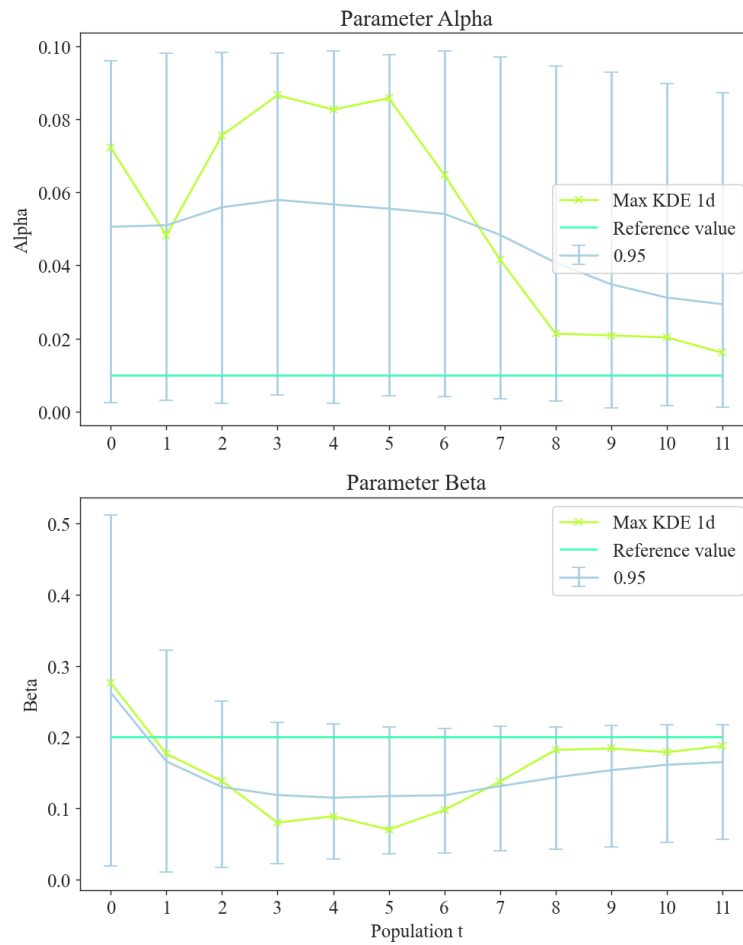 Parameter Alpha
0.10
0.08
0.06
0.04
0.02
0.00
Alpha
Max KDE 1d
Reference value
0.95
0 1 2 3 4 5 6 7 8 9 10 11
Parameter Beta
0.5
0.4
0.3
0.2
0.1
0.0
Beta
Max KDE 1d
Reference value
0.95
0 1 2 3 4 5 6 7 8 9 10 11
Population t